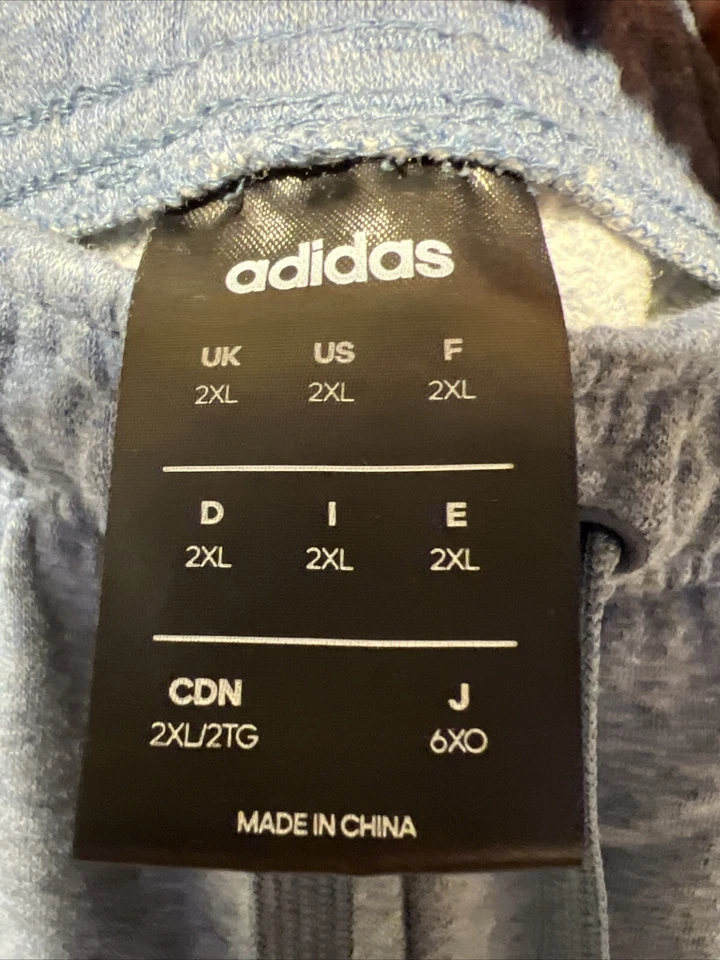 adidas
UK US F
2XL 2XL 2XL
D I E
2XL 2XL 2XL
CDN J
2XL/2TG 6XO
MADE IN CHINA